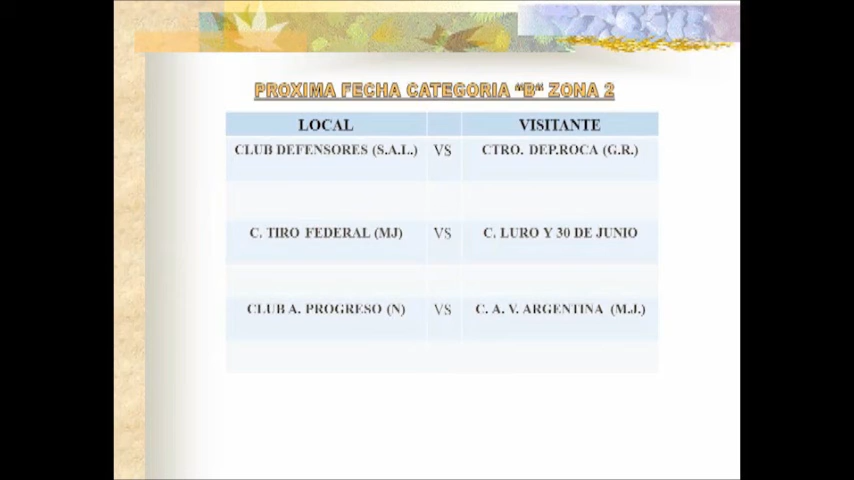 PROXIMA FECHA CATEGORIA “B“ ZONA 2
LOCAL VISITANTE
CLUB DEFENSORES (S.A.L.) VS CTRO. DEP.ROCA (G.R.)
C. TIRO FEDERAL (MJ) VS C. LURO Y 30 DE JUNIO
CLUB A. PROGRESO (N) VS C. A. V. ARGENTINA (M.J.)